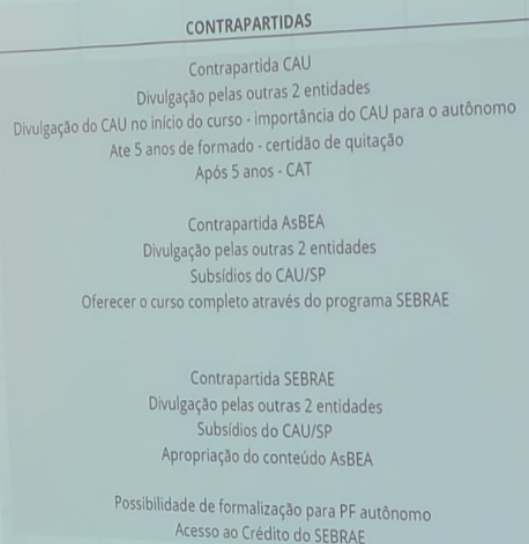 CONTRAPARTIDAS
Contrapartida CAU
Divulgação pelas outras 2 entidades
Divulgação do CAU no início do curso - importância do CAU para o autônomo
Ate 5 anos de formado - certidão de quitação
Após 5 anos - CAT
Contrapartida AsBEA
Divulgação pelas outras 2 entidades
Subsídios do CAU/SP
Oferecer o curso completo através do programa SEBRAE
Contrapartida SEBRAE
Divulgação pelas outras 2 entidades
Subsídios do CAU/SP
Apropriação do conteúdo AsBEA
Possibilidade de formalização para PF autônomo
Acesso ao Crédito do SEBRAE